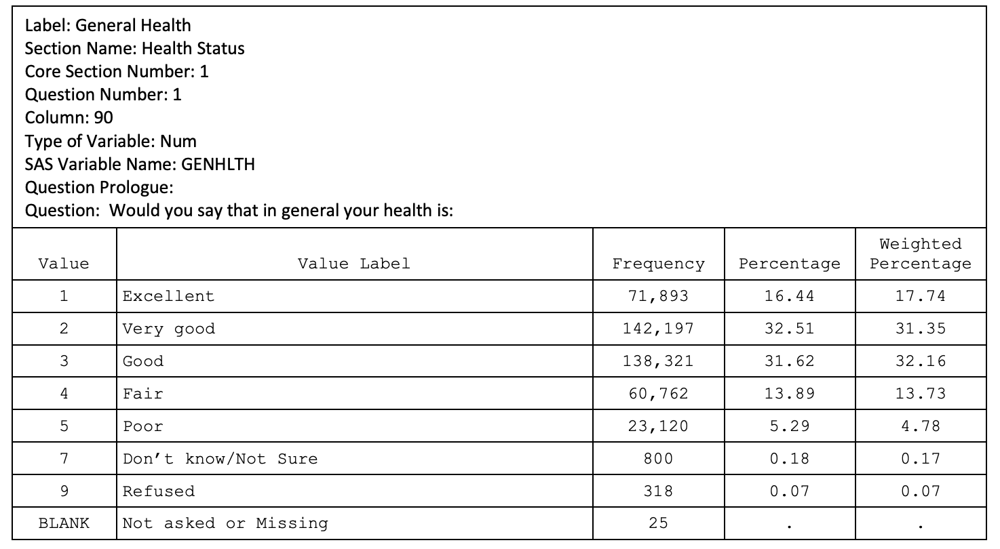 Label: General Health
Section Name: Health Status
Core Section Number: 1
Question Number: 1
Column: 90
Type of Variable: Num
SAS Variable Name: GENHLTH
Question Prologue:
Question:  Would you say that in general your health is:
Value Value Label Frequency Percentage Weighted Percentage
1 Excellent 71,893 16.44 17.74
2 Very good 142,197 32.51 31.35
3 Good 138,321 31.62 32.16
4 Fair 60,762 13.89 13.73
5 Poor 23,120 5.29 4.78
7 Don’t know/Not Sure 800 0.18 0.17
9 Refused 318 0.07 0.07
BLANK Not asked or Missing 25 . .